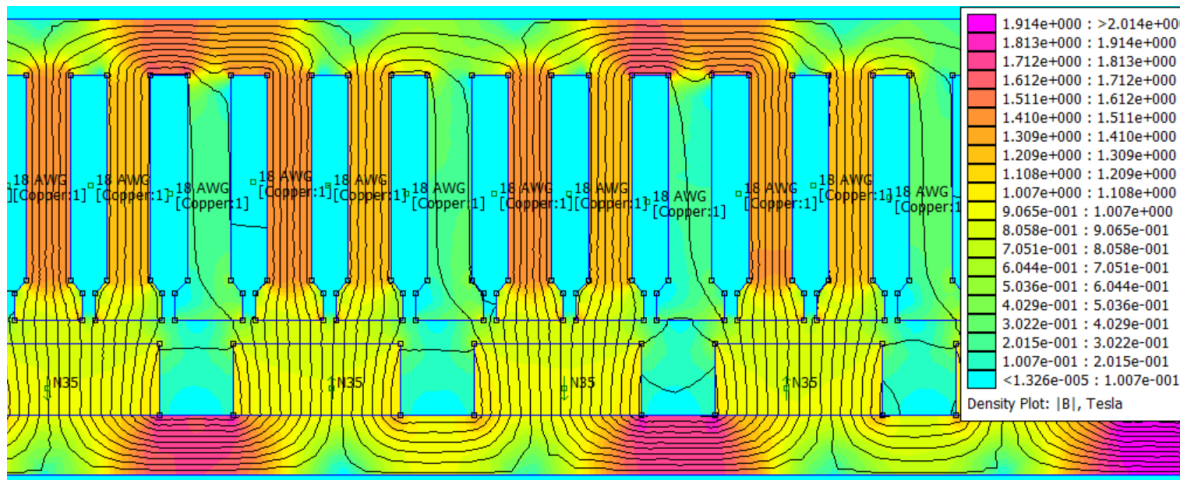 1.914e+000 : >2.014e+00
1.813e+000 : 1.914e+000
1.712e+000 : 1.813e+000
1.612e+000 : 1.712e+000
1.511e+000 : 1.612e+000
1.410e+000 : 1.511e+000
1.309e+000 : 1.410e+000
1.209e+000 : 1.309e+000
1.108e+000 : 1.209e+000
1.007e+000 : 1.108e+000
9.065e-001 : 1.007e+000
8.058e-001 : 9.065e-001
7.051e-001 : 8.058e-001
6.044e-001 : 7.051e-001
5.036e-001 : 6.044e-001
4.029e-001 : 5.036e-001
3.022e-001 : 4.029e-001
2.015e-001 : 3.022e-001
1.007e-001 : 2.015e-001
<1.326e-005 : 1.007e-001
Density Plot: |B|, Tesla
18 AWG
[Copper:1]
18 AWG
[Copper:1]
18 AWG
[Copper:1]
18 AWG
[Copper:1]
18 AWG
[Copper:1]
18 AWG
[Copper:1]
18 AWG
[Copper:1]
18 AWG
[Copper:1]
18 AWG
[Copper:1]
18 AWG
[Copper:1]
18 AWG
[Copper:1]
18 AWG
[Copper:1]
N35
N35
N35
N35